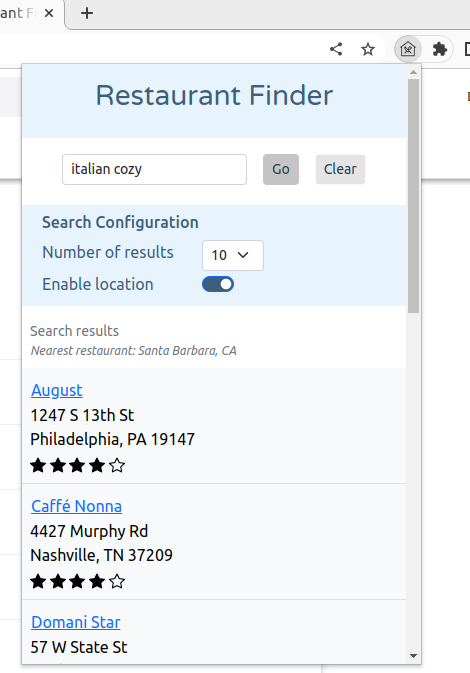 Restaurant Finder
italian cozy
Go
Clear
Search Configuration
Number of results
10
Enable location
Search results
Nearest restaurant: Santa Barbara, CA
August
1247 S 13th St
Philadelphia, PA 19147
Caffé Nonna
4427 Murphy Rd
Nashville, TN 37209
Domani Star
57 W State St